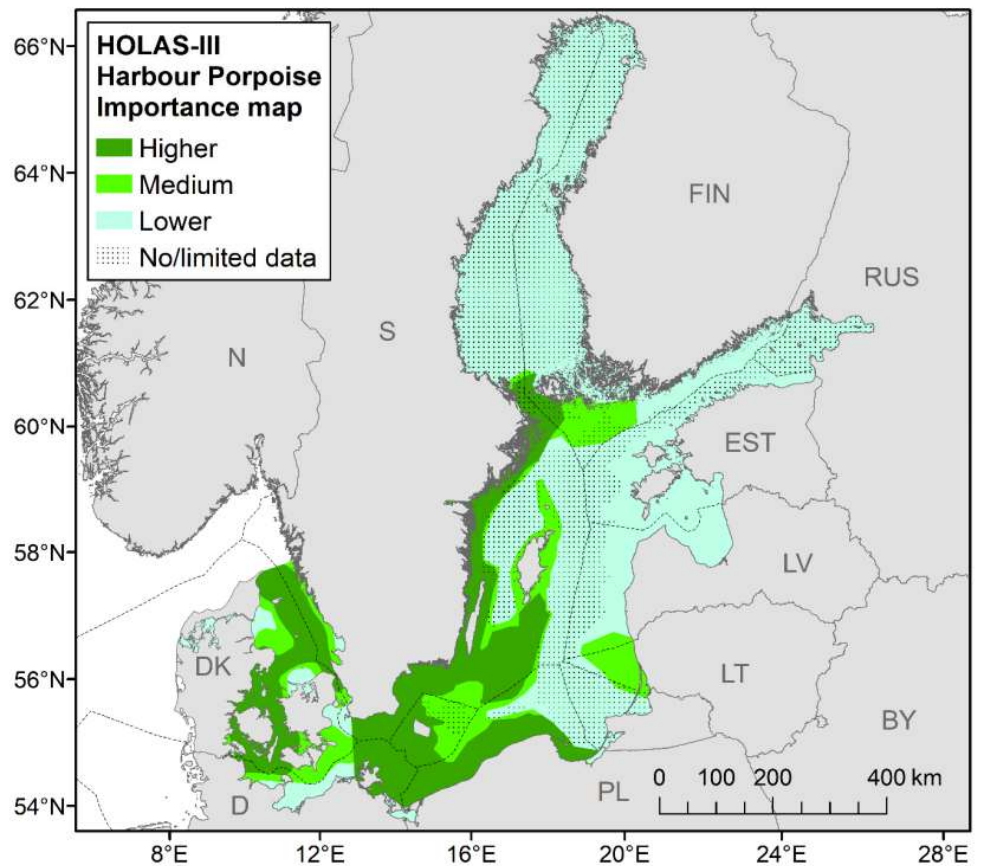 HOLAS-III
Harbour Porpoise
Importance map
Higher
Medium
Lower
No/limited data
66°N
64°N
62°N
60°N
58°N
56°N
54°N
FIN
RUS
N
S
EST
LV
DK
LT
BY
D
PL
0 100 200 400 km
8°E 12°E 16°E 20°E 24°E 28°E